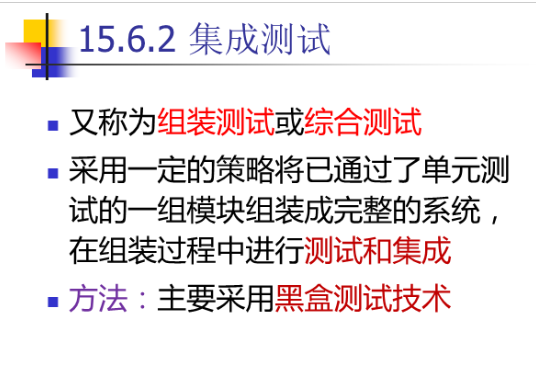 15.6.2 集成测试
又称为组装测试或综合测试
采用一定的策略将已通过了单元测
试的一组模块组装成完整的系统，
在组装过程中进行测试和集成
方法：主要采用黑盒测试技术